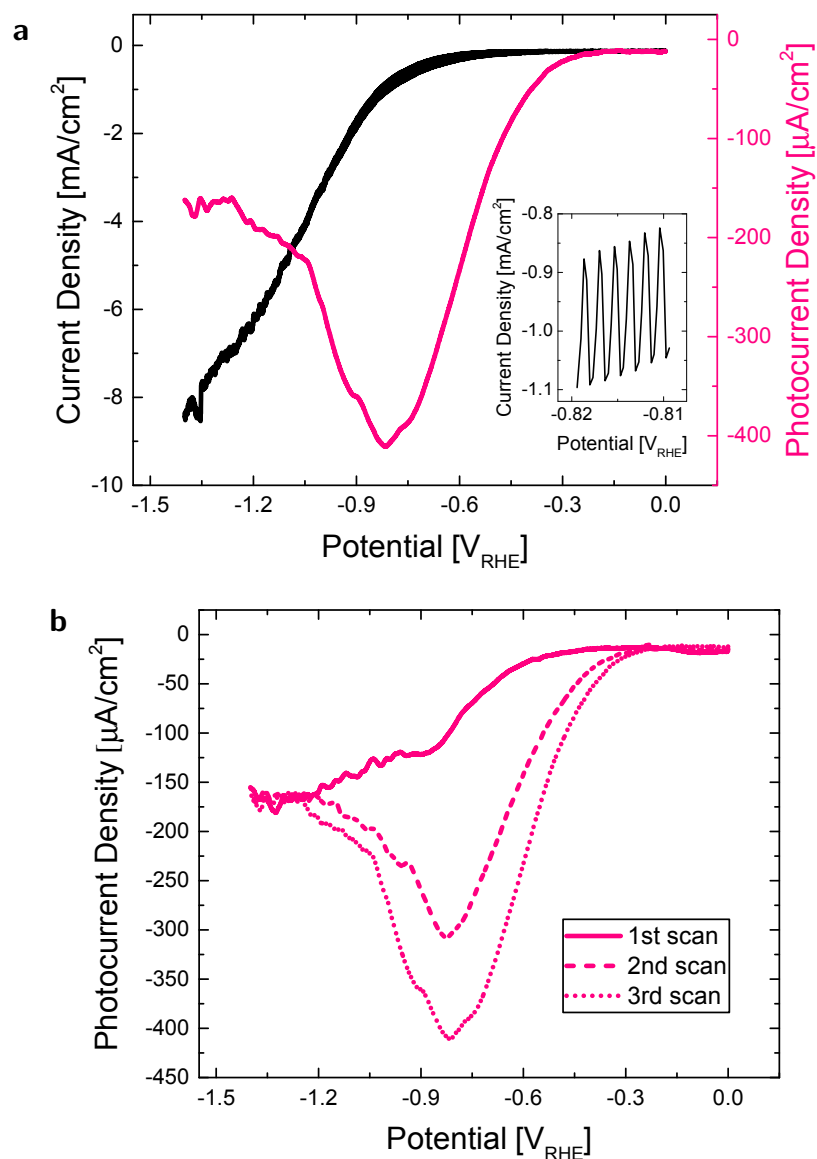 a
0
-2
-4
-6
-8
-10
Current Density [mA/cm²]
0
-100
-200
-300
-400
Photocurrent Density [µA/cm²]
-0.8
-0.9
-1.0
-1.1
Current Density [mA/cm²]
-0.82 -0.81
Potential [V_RHE]
-1.5 -1.2 -0.9 -0.6 -0.3 0.0
Potential [V_RHE]
b
0
-50
-100
-150
-200
-250
-300
-350
-400
-450
Photocurrent Density [µA/cm²]
1st scan
2nd scan
3rd scan
-1.5 -1.2 -0.9 -0.6 -0.3 0.0
Potential [V_RHE]